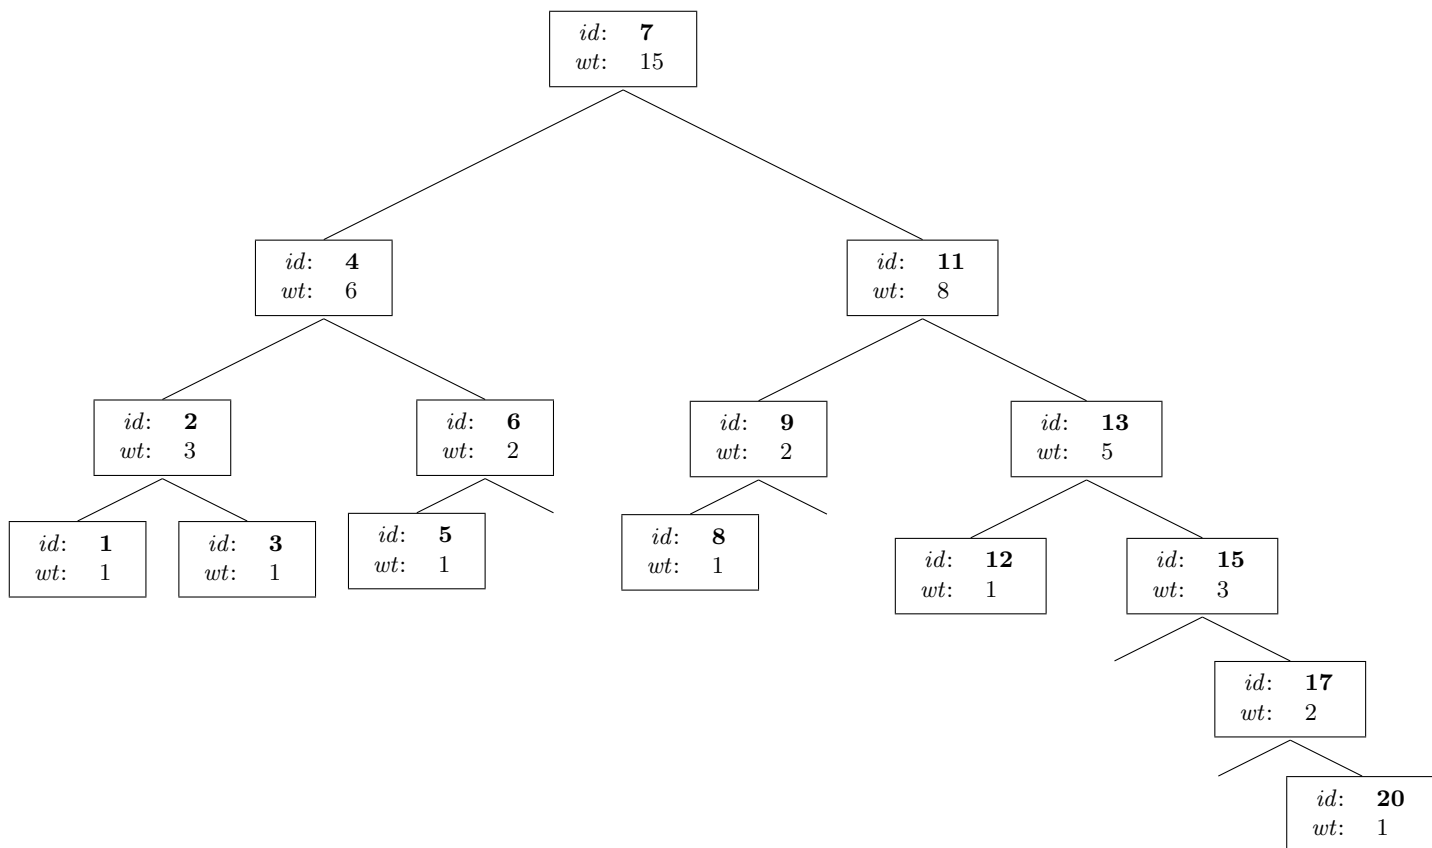 id: 7
wt: 15
id: 4
wt: 6
id: 11
wt: 8
id: 2
wt: 3
id: 6
wt: 2
id: 9
wt: 2
id: 13
wt: 5
id: 1
wt: 1
id: 3
wt: 1
id: 5
wt: 1
id: 8
wt: 1
id: 12
wt: 1
id: 15
wt: 3
id: 17
wt: 2
id: 20
wt: 1